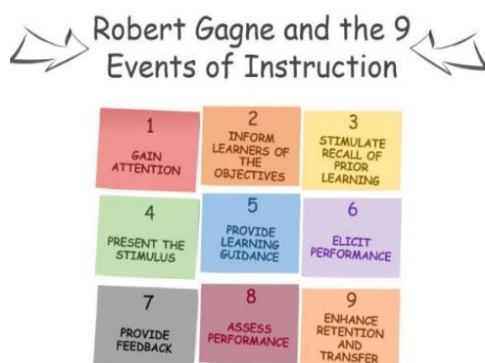 Robert Gagne and the 9
Events of Instruction
1
GAIN
ATTENTION
2
INFORM
LEARNERS OF
THE
OBJECTIVES
3
STIMULATE
RECALL OF
PRIOR
LEARNING
4
PRESENT THE
STIMULUS
5
PROVIDE
LEARNING
GUIDANCE
6
ELICIT
PERFORMANCE
7
PROVIDE
FEEDBACK
8
ASSESS
PERFORMANCE
9
ENHANCE
RETENTION
AND
TRANSFER